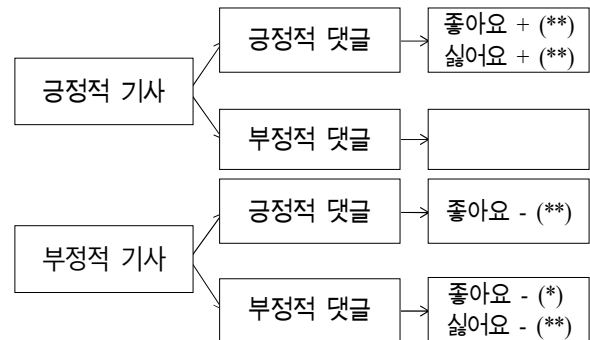 긍정적 기사
긍정적 댓글
좋아요 + (**)
싫어요 + (**)
부정적 댓글
부정적 기사
긍정적 댓글
좋아요 - (**)
부정적 댓글
좋아요 - (*)
싫어요 - (**)